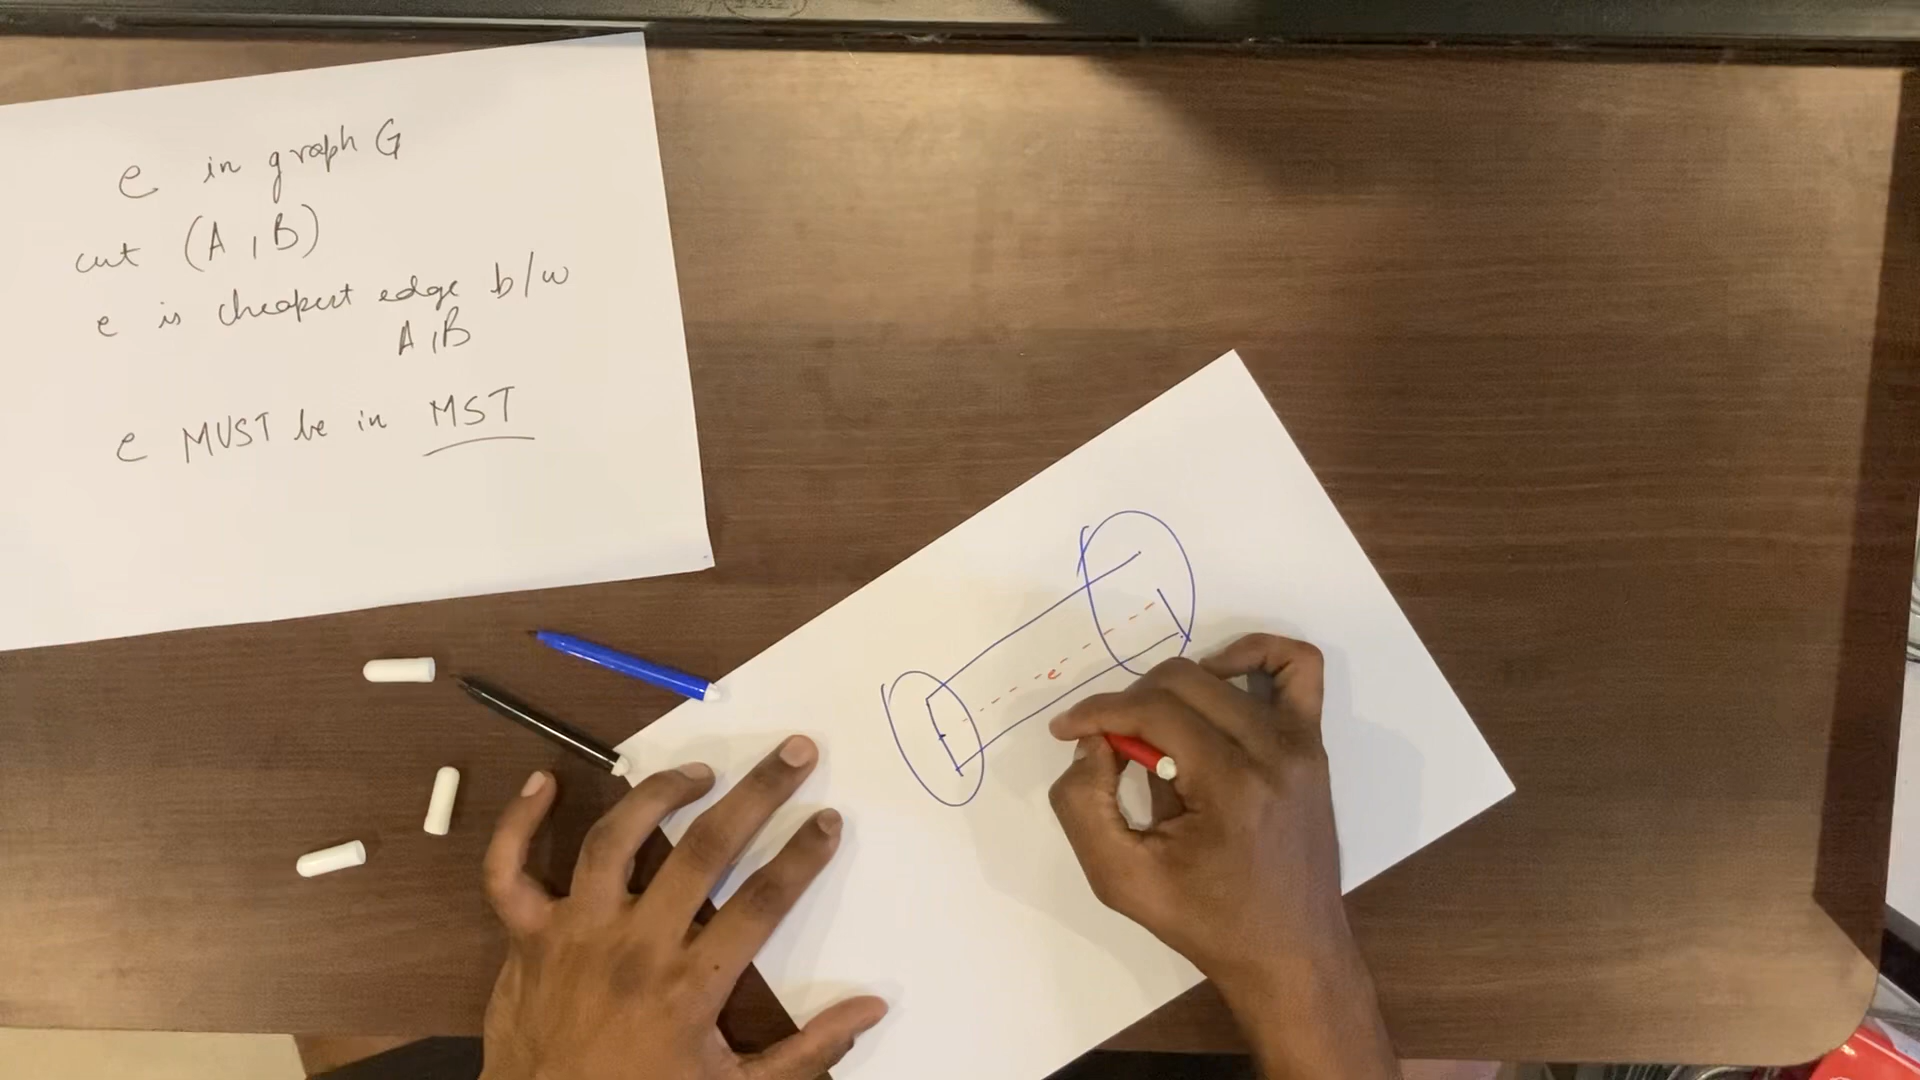 e in graph G
cut (A, B)
e is cheapest edge b/w
A, B
e MUST be in MST
e